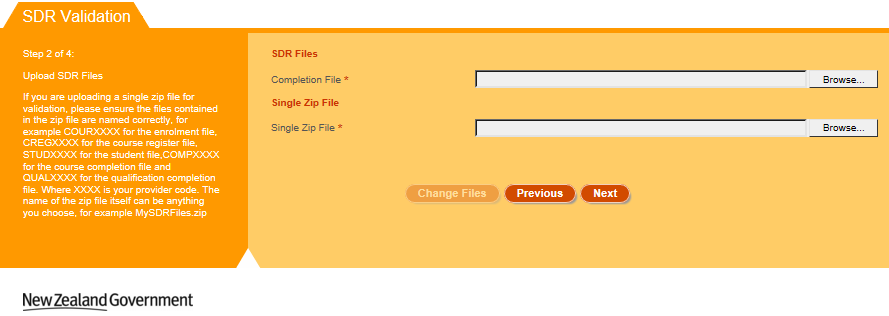 SDR Validation
Step 2 of 4:
Upload SDR Files
If you are uploading a single zip file for
validation, please ensure the files contained
in the zip file are named correctly, for
example COURXXXX for the enrolment file,
CREGXXXX for the course register file,
STUDXXXX for the student file,COMPXXXX
for the course completion file and
QUALXXXX for the qualification completion
file. Where XXXX is your provider code. The
name of the zip file itself can be anything
you choose, for example MySDRFiles.zip
SDR Files
Completion File * Browse...
Single Zip File
Single Zip File * Browse...
Change Files Previous Next
New Zealand Government